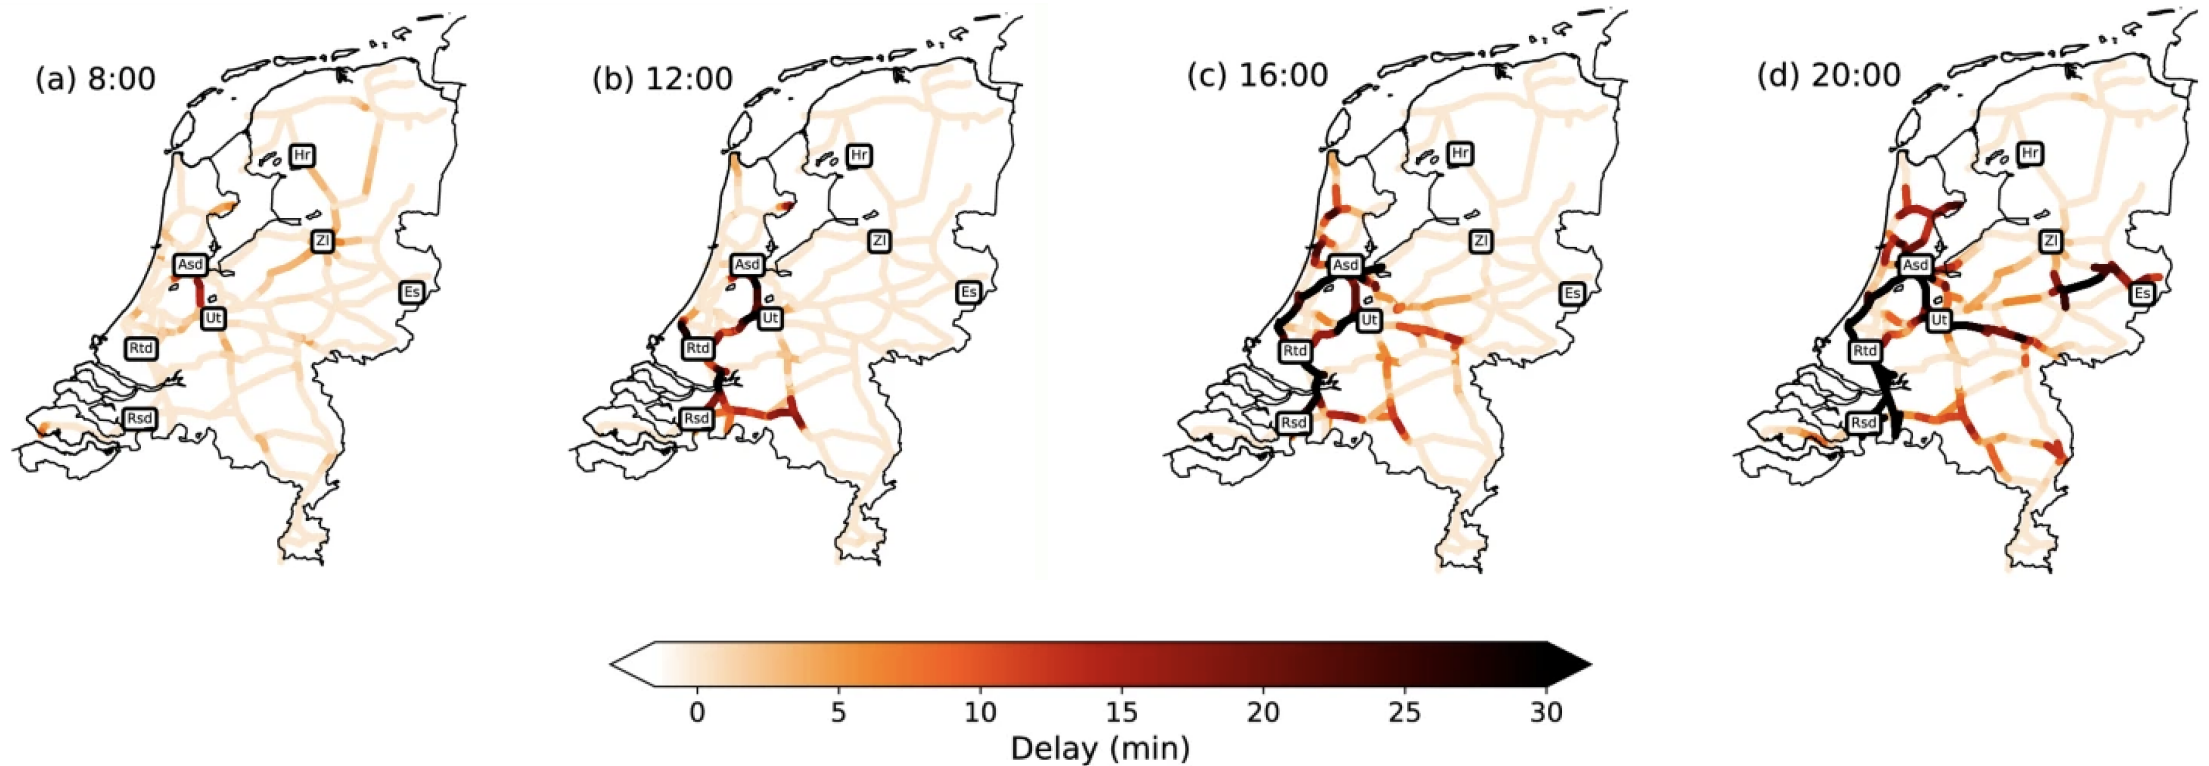 (a) 8:00
Hr
Zl
Asd
Es
Ut
Rtd
Rsd
(b) 12:00
Hr
Zl
Asd
Es
Ut
Rtd
Rsd
(c) 16:00
Hr
Zl
Asd
Es
Ut
Rtd
Rsd
(d) 20:00
Hr
Zl
Asd
Es
Ut
Rtd
Rsd
0 5 10 15 20 25 30
Delay (min)